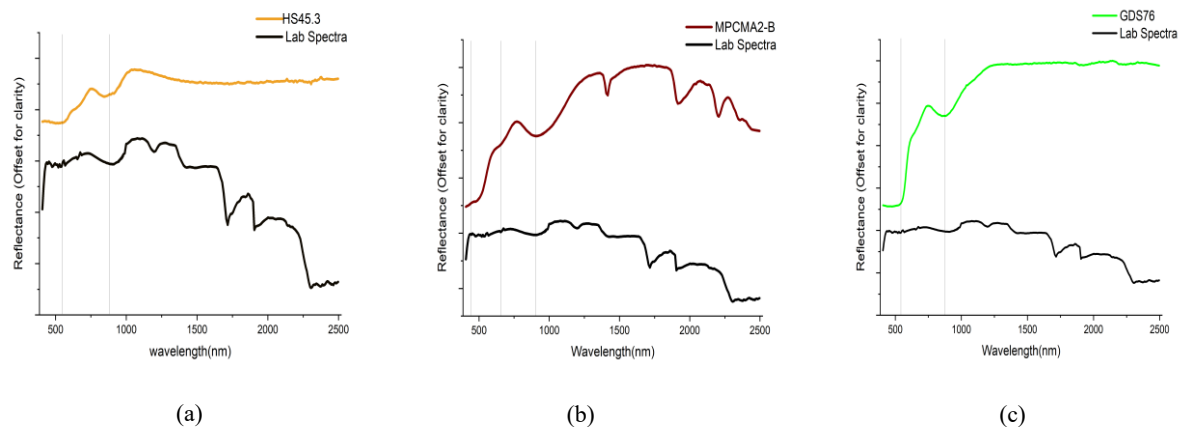 HS45.3
Lab Spectra
Reflectance (Offset for clarity)
500 1000 1500 2000 2500
wavelength(nm)
(a)
MPCMA2-B
Lab Spectra
Reflectance (Offset for clarity)
500 1000 1500 2000 2500
Wavelength(nm)
(b)
GDS76
Lab Spectra
Reflectance (Offset for clarity)
500 1000 1500 2000 2500
Wavelength(nm)
(c)